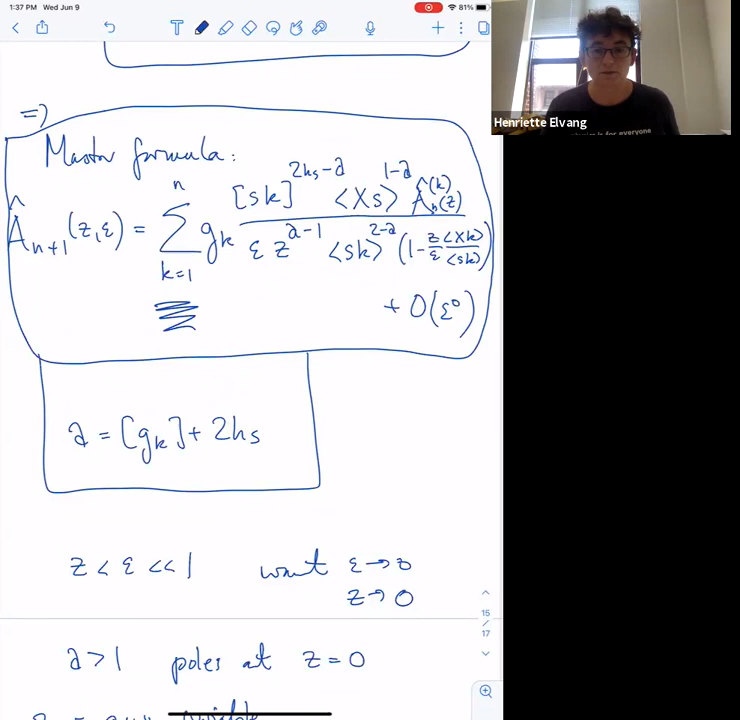 1:37 PM Wed Jun 9
81%
Henriette Elvang
=>
Master formula:
Â_{n+1}(z,ε) = Σ_{k=1}^{n} g_k [sk]^{2h_s-a} <Xs>^{1-a} Â_n^{(k)}(z) / ε z^{a-1} <sk>^{2-a} (1 - z/ε <Xk>/<sk>)
+ O(ε^0)
a = [g_k] + 2h_s
z < ε << 1 want ε → 0
z → 0
15
/
17
a > 1 poles at z = 0